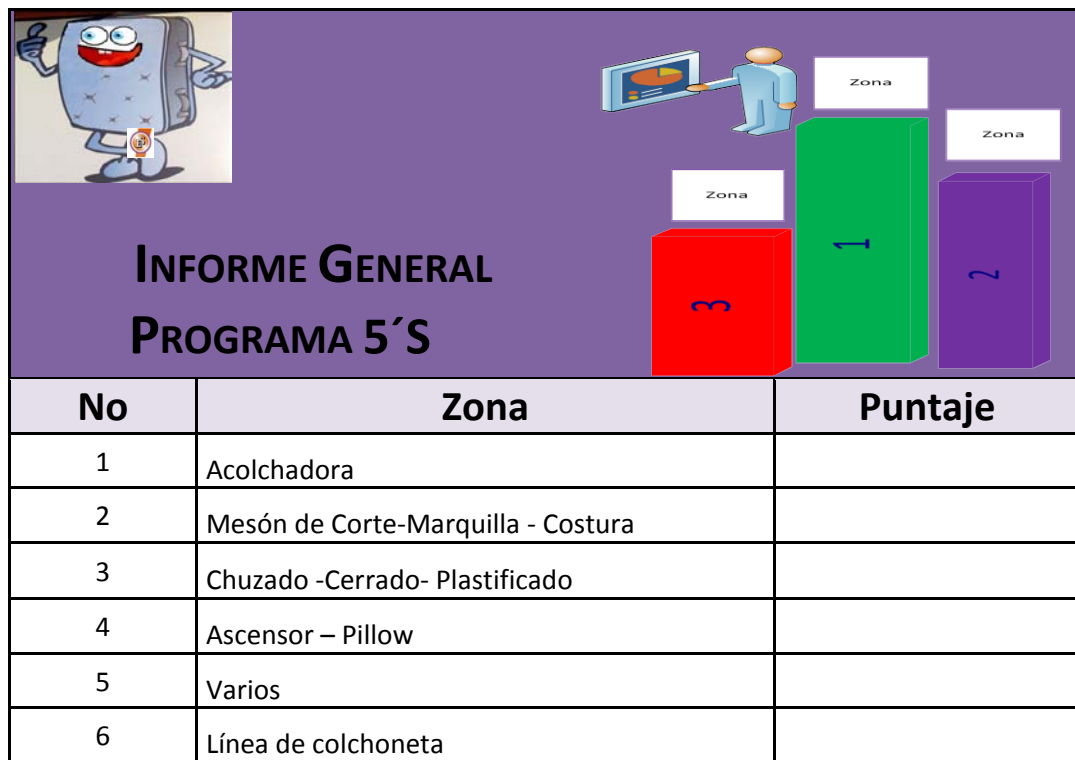 Zona
Zona
Zona
1
2
3
INFORME GENERAL
PROGRAMA 5´S
No Zona Puntaje
1 Acolchadora
2 Mesón de Corte-Marquilla - Costura
3 Chuzado -Cerrado- Plastificado
4 Ascensor – Pillow
5 Varios
6 Línea de colchoneta